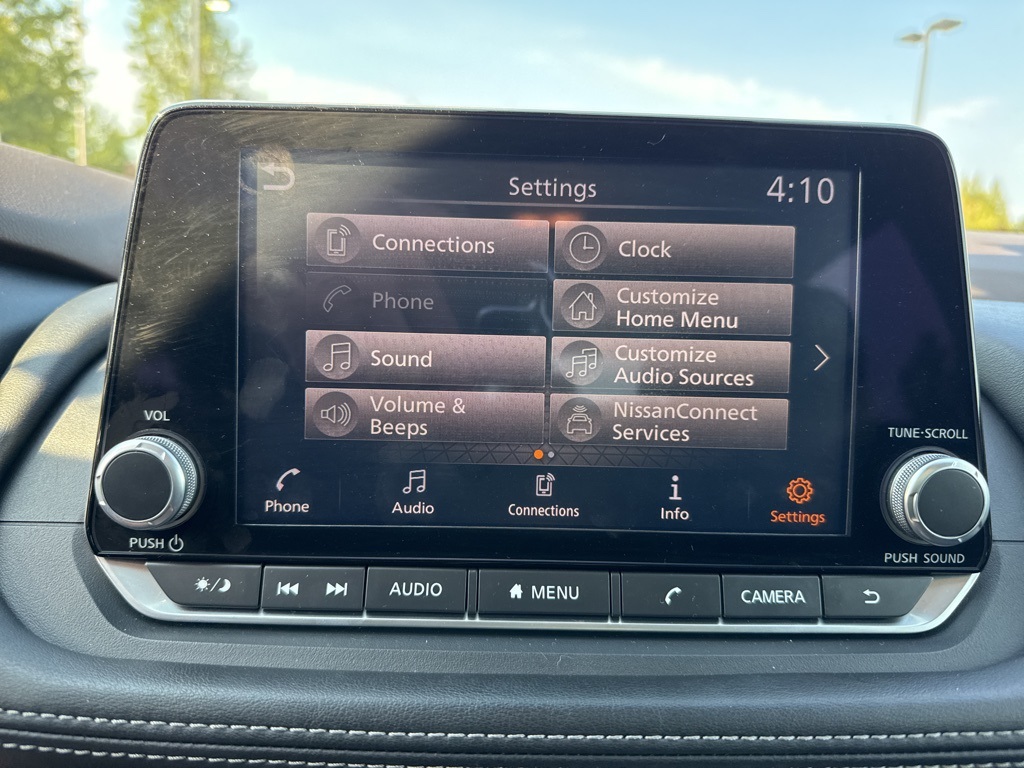 Settings
4:10
Connections
Clock
Phone
Customize
Home Menu
Sound
Customize
Audio Sources
Volume &
Beeps
NissanConnect
Services
VOL
TUNE·SCROLL
Phone
Audio
Connections
Info
Settings
PUSH
PUSH SOUND
AUDIO
MENU
CAMERA